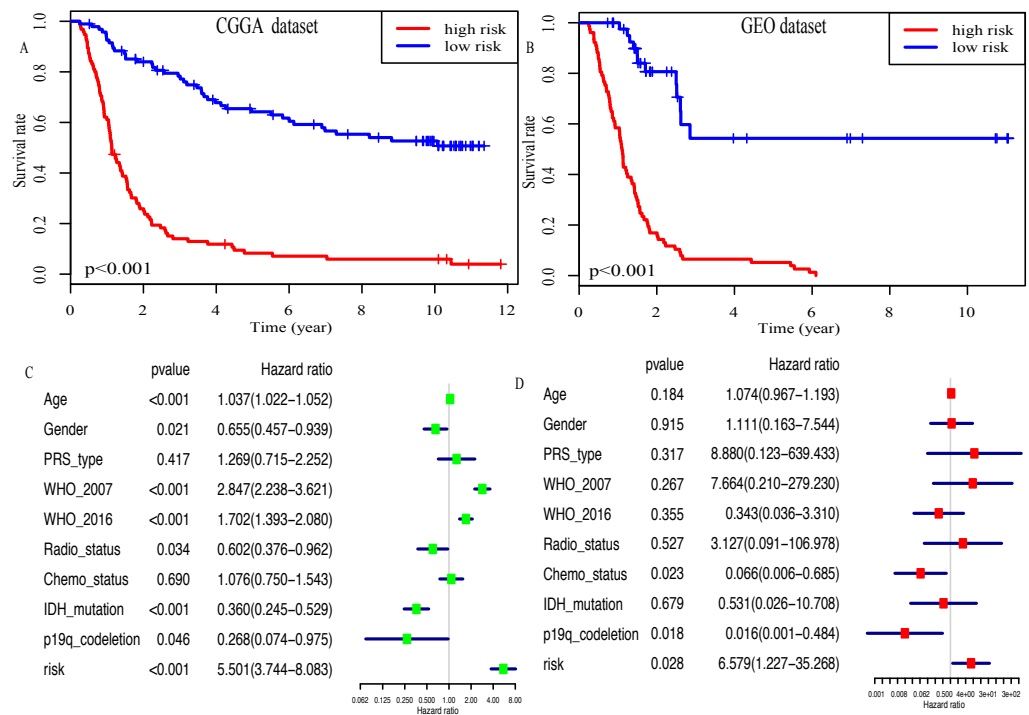 A
CGGA dataset
high risk
low risk
Survival rate
1.0
0.8
0.6
0.4
0.2
0.0
p<0.001
0 2 4 6 8 10 12
Time (year)
B
GEO dataset
high risk
low risk
Survival rate
1.0
0.8
0.6
0.4
0.2
0.0
p<0.001
0 2 4 6 8 10
Time (year)
C
pvalue Hazard ratio
Age <0.001 1.037(1.022−1.052)
Gender 0.021 0.655(0.457−0.939)
PRS_type 0.417 1.269(0.715−2.252)
WHO_2007 <0.001 2.847(2.238−3.621)
WHO_2016 <0.001 1.702(1.393−2.080)
Radio_status 0.034 0.602(0.376−0.962)
Chemo_status 0.690 1.076(0.750−1.543)
IDH_mutation <0.001 0.360(0.245−0.529)
p19q_codeletion 0.046 0.268(0.074−0.975)
risk <0.001 5.501(3.744−8.083)
0.062 0.125 0.250 0.500 1.00 2.00 4.00 8.00
Hazard ratio
D
pvalue Hazard ratio
Age 0.184 1.074(0.967−1.193)
Gender 0.915 1.111(0.163−7.544)
PRS_type 0.317 8.880(0.123−639.433)
WHO_2007 0.267 7.664(0.210−279.230)
WHO_2016 0.355 0.343(0.036−3.310)
Radio_status 0.527 3.127(0.091−106.978)
Chemo_status 0.023 0.066(0.006−0.685)
IDH_mutation 0.679 0.531(0.026−10.708)
p19q_codeletion 0.018 0.016(0.001−0.484)
risk 0.028 6.579(1.227−35.268)
0.001 0.008 0.062 0.500 4e+00 3e+01 3e+02
Hazard ratio